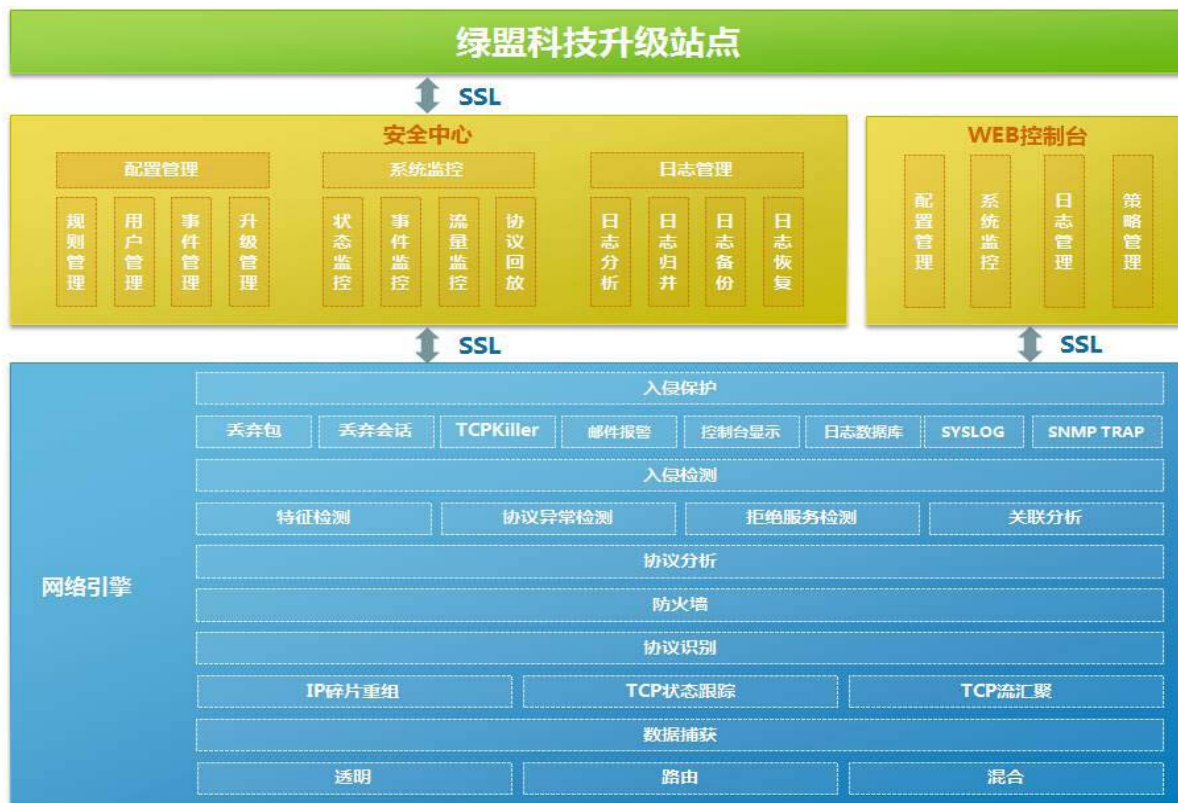 绿盟科技升级站点
SSL
安全中心
配置管理
系统监控
日志管理
规则管理
用户管理
事件管理
升级管理
状态监控
事件监控
流量监控
协议回放
日志分析
日志归并
日志备份
日志恢复
WEB控制台
配置管理
系统监控
日志管理
策略管理
SSL
SSL
网络引擎
入侵保护
丢弃包
丢弃会话
TCPKiller
邮件报警
控制台显示
日志数据库
SYSLOG
SNMP TRAP
入侵检测
特征检测
协议异常检测
拒绝服务检测
关联分析
协议分析
防火墙
协议识别
IP碎片重组
TCP状态跟踪
TCP流汇聚
数据捕获
透明
路由
混合